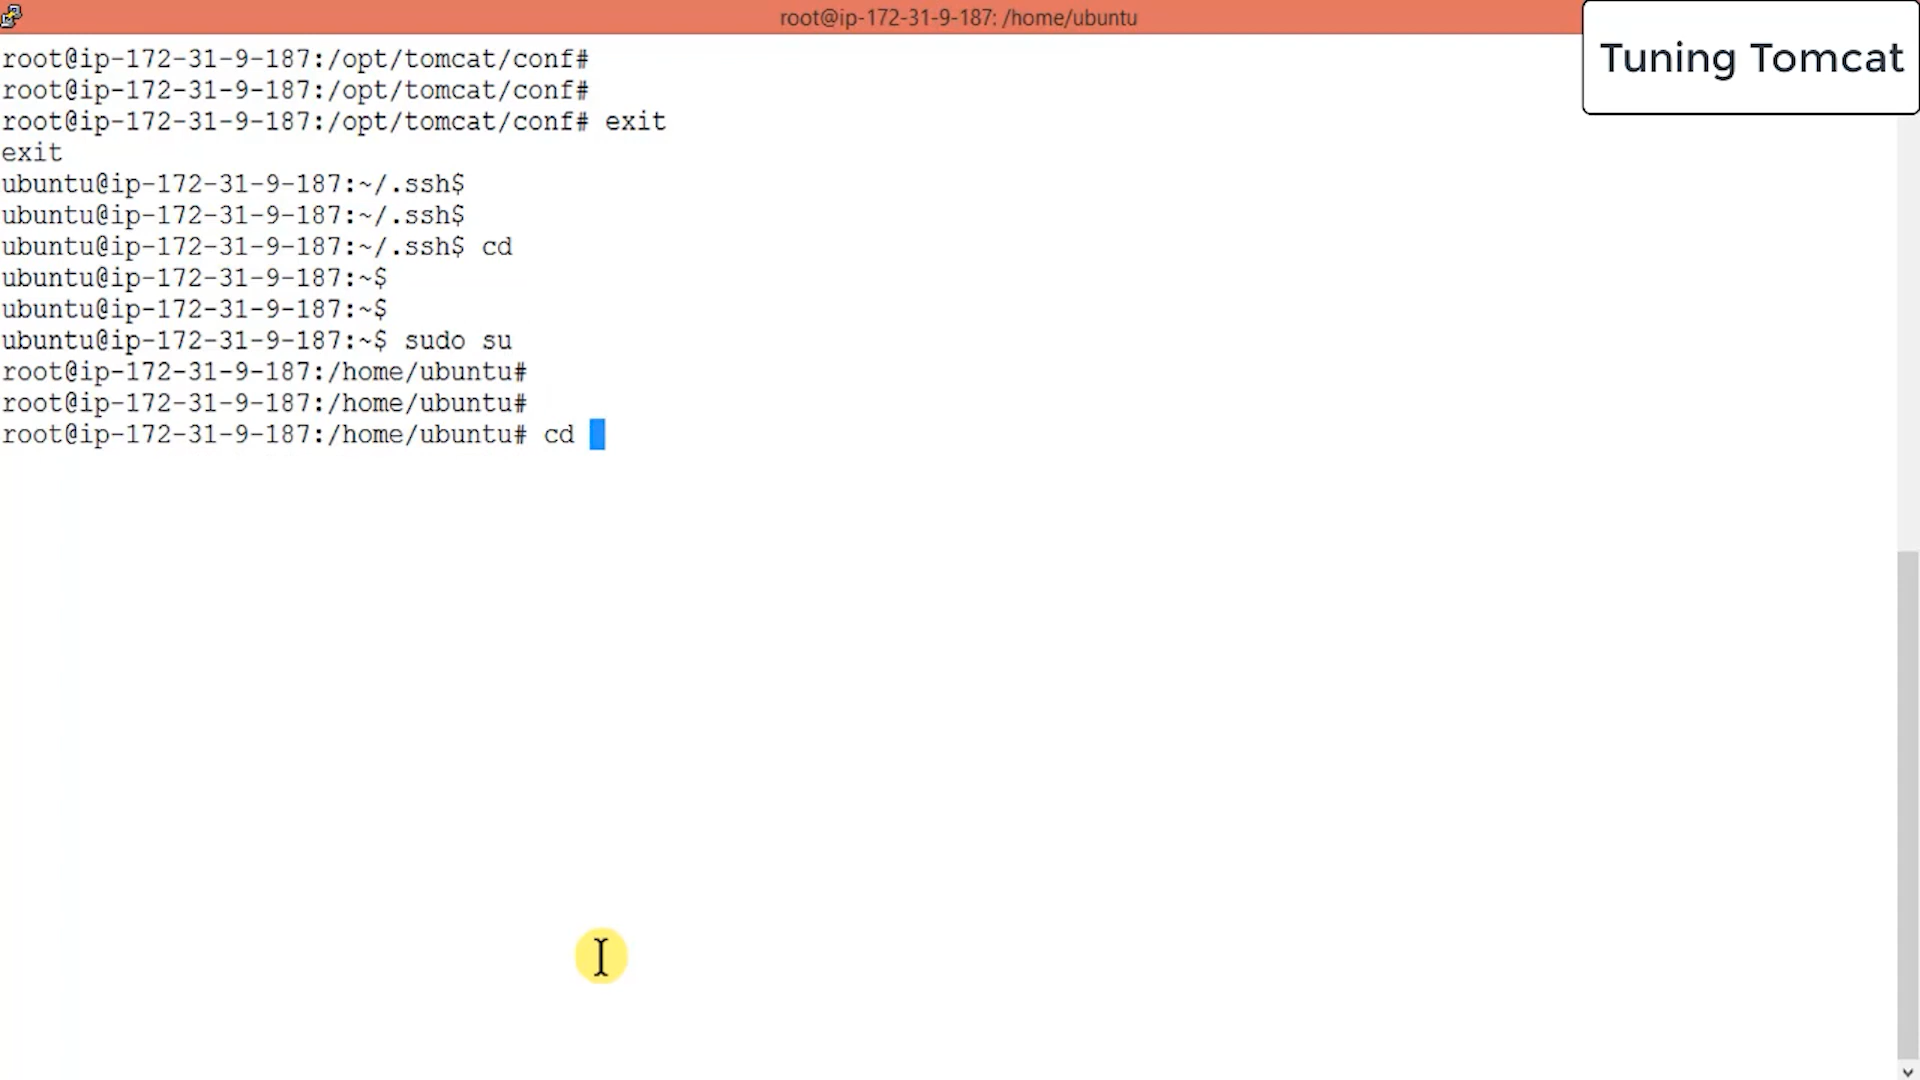 root@ip-172-31-9-187: /home/ubuntu
Tuning Tomcat
root@ip-172-31-9-187:/opt/tomcat/conf#
root@ip-172-31-9-187:/opt/tomcat/conf#
root@ip-172-31-9-187:/opt/tomcat/conf# exit
exit
ubuntu@ip-172-31-9-187:~/.ssh$
ubuntu@ip-172-31-9-187:~/.ssh$
ubuntu@ip-172-31-9-187:~/.ssh$ cd
ubuntu@ip-172-31-9-187:~$
ubuntu@ip-172-31-9-187:~$
ubuntu@ip-172-31-9-187:~$ sudo su
root@ip-172-31-9-187:/home/ubuntu#
root@ip-172-31-9-187:/home/ubuntu#
root@ip-172-31-9-187:/home/ubuntu# cd